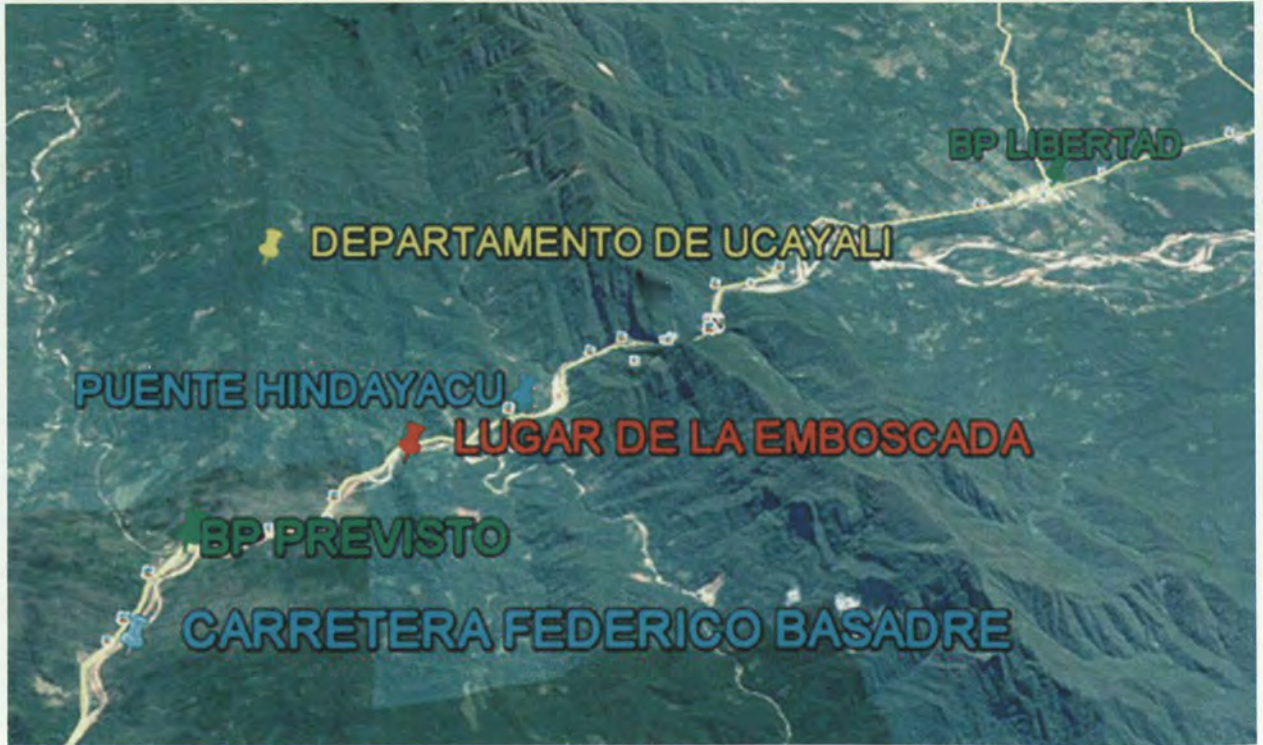 BP LIBERTAD
DEPARTAMENTO DE UCAYALI
PUENTE HINDAYACU
LUGAR DE LA EMBOSCADA
BP PREVISTO
CARRETERA FEDERICO BASADRE